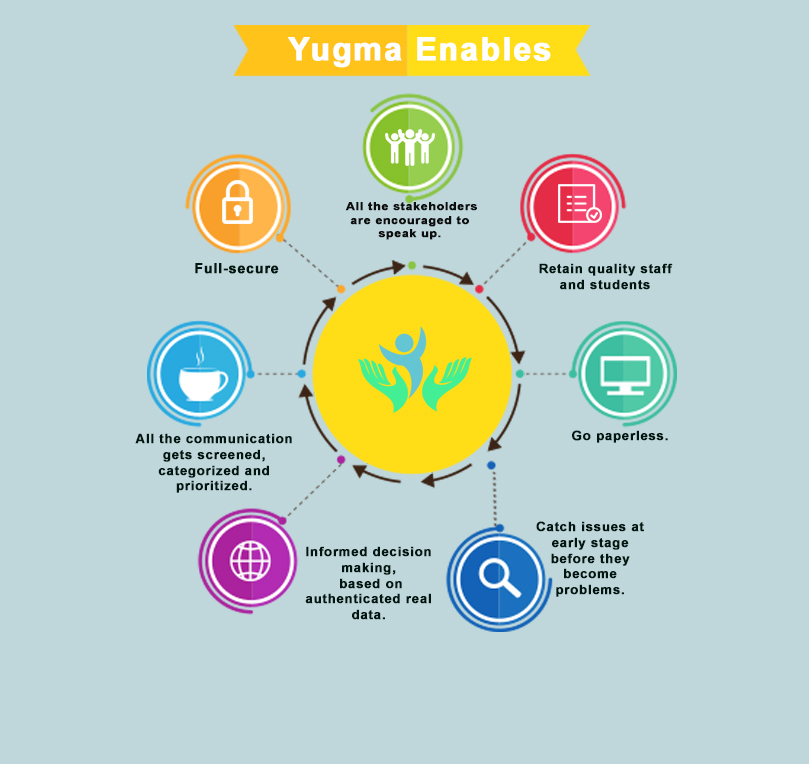 Yugma Enables
All the stakeholders
are encouraged to
speak up.
Retain quality staff
and students
Go paperless.
Catch issues at
early stage
before they
become
problems.
Informed decision
making,
based on
authenticated real
data.
All the communication
gets screened,
categorized and
prioritized.
Full-secure